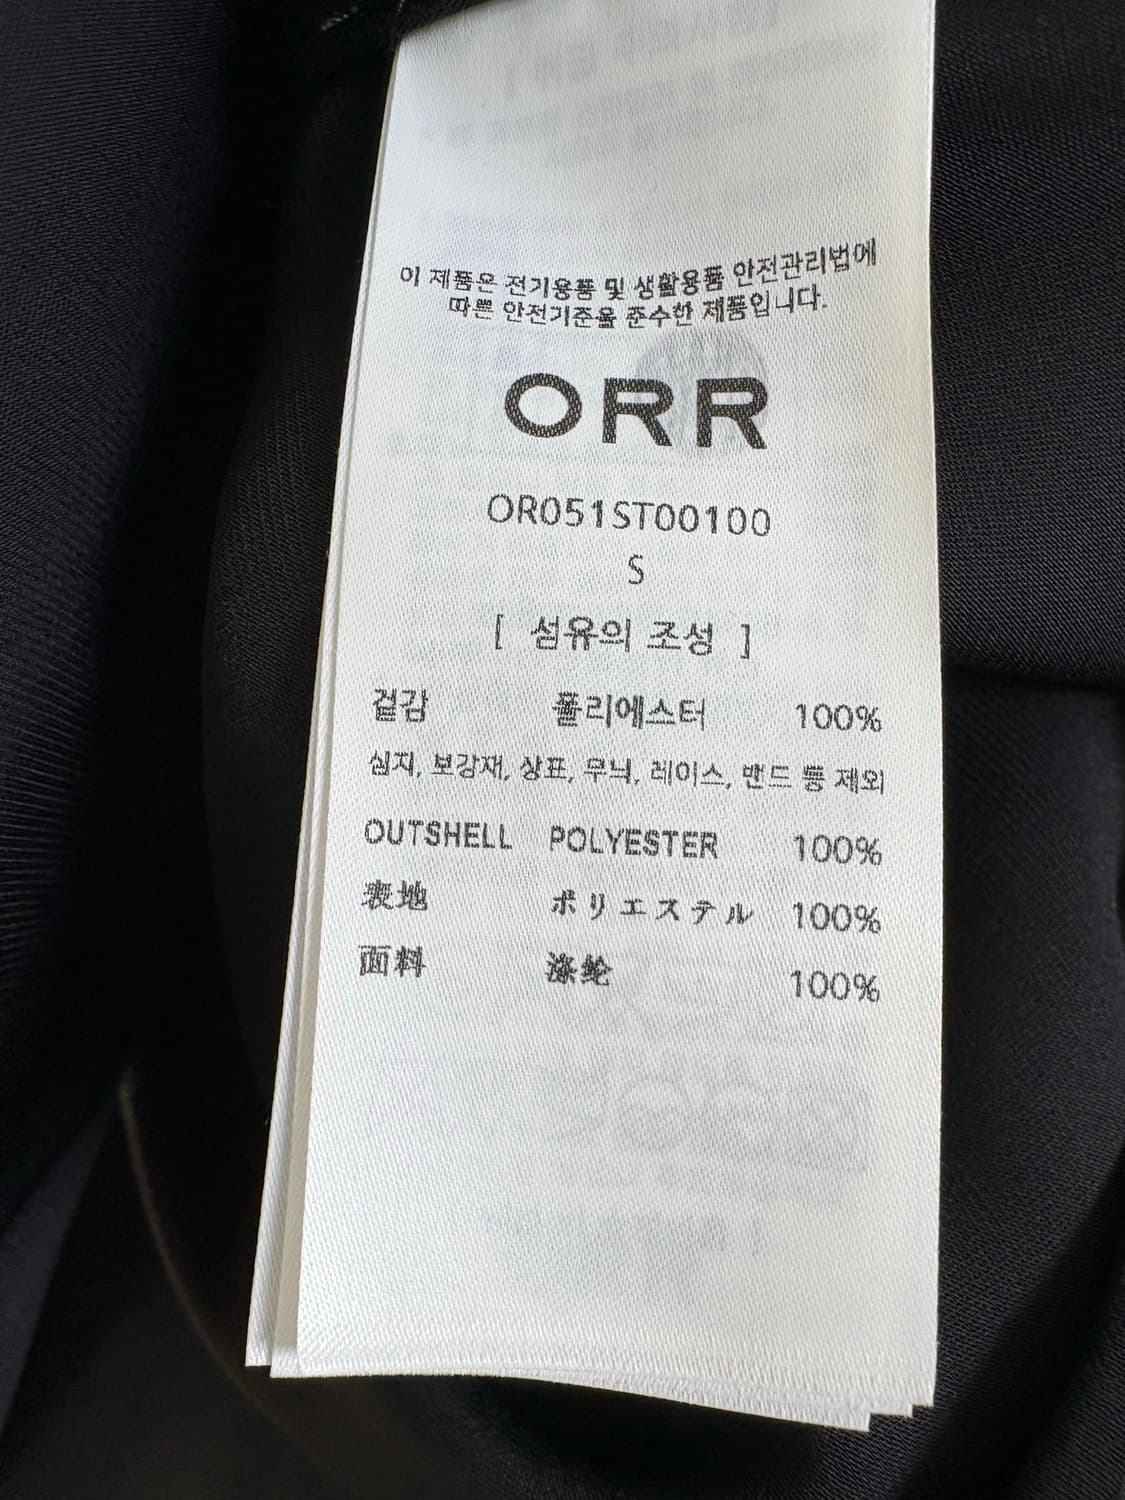 이 제품은 전기용품 및 생활용품 안전관리법에
따른 안전기준을 준수한 제품입니다.
ORR
OR051ST00100
S
[ 섬유의 조성 ]
겉감 폴리에스터 100%
심지, 보강재, 상표, 무늬, 레이스, 밴드 등 제외
OUTSHELL POLYESTER 100%
表地 ポリエステル 100%
面料 涤纶 100%